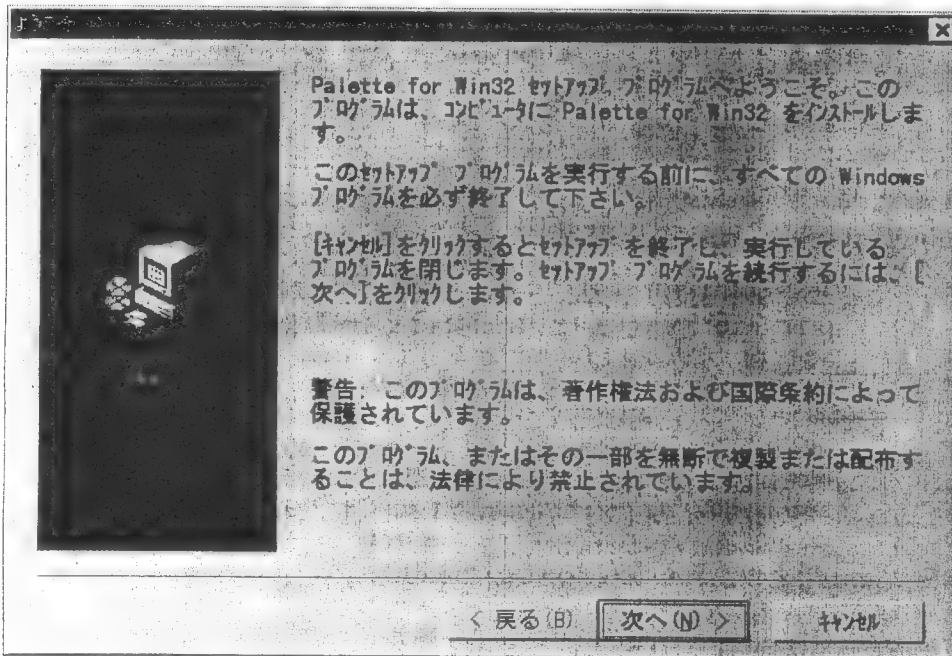 ようこそ
Palette for Win32 ｾｯﾄｱｯﾌﾟ ﾌﾟﾛｸﾞﾗﾑへようこそ。この
ﾌﾟﾛｸﾞﾗﾑは、ｺﾝﾋﾟｭｰﾀに Palette for Win32 をｲﾝｽﾄｰﾙしま
す。
このｾｯﾄｱｯﾌﾟ ﾌﾟﾛｸﾞﾗﾑを実行する前に、すべての Windows
ﾌﾟﾛｸﾞﾗﾑを必ず終了して下さい。
[ｷｬﾝｾﾙ]をｸﾘｯｸするとｾｯﾄｱｯﾌﾟを終了し、実行している
ﾌﾟﾛｸﾞﾗﾑを閉じます。ｾｯﾄｱｯﾌﾟ ﾌﾟﾛｸﾞﾗﾑを続行するには、[
次へ]をｸﾘｯｸします。
警告: このﾌﾟﾛｸﾞﾗﾑは、著作権法および国際条約によって
保護されています。
このﾌﾟﾛｸﾞﾗﾑ、またはその一部を無断で複製または配布す
ることは、法律により禁止されています。
< 戻る(B)
次へ(N) >
ｷｬﾝｾﾙ